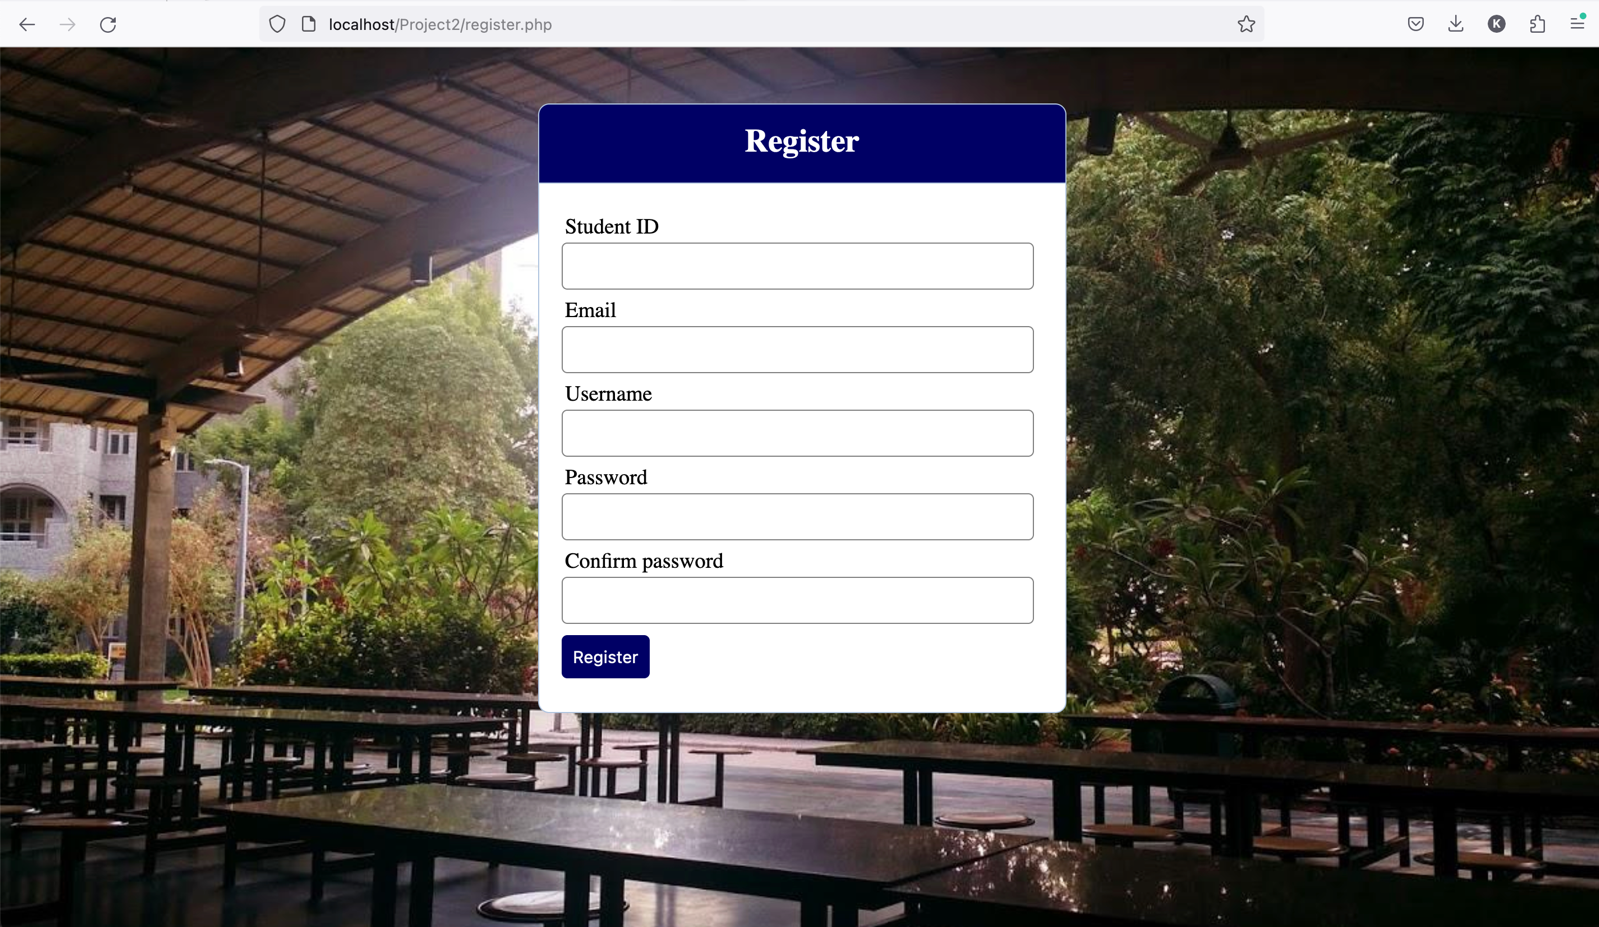 localhost/Project2/register.php
K
Register
Student ID
Email
Username
Password
Confirm password
Register